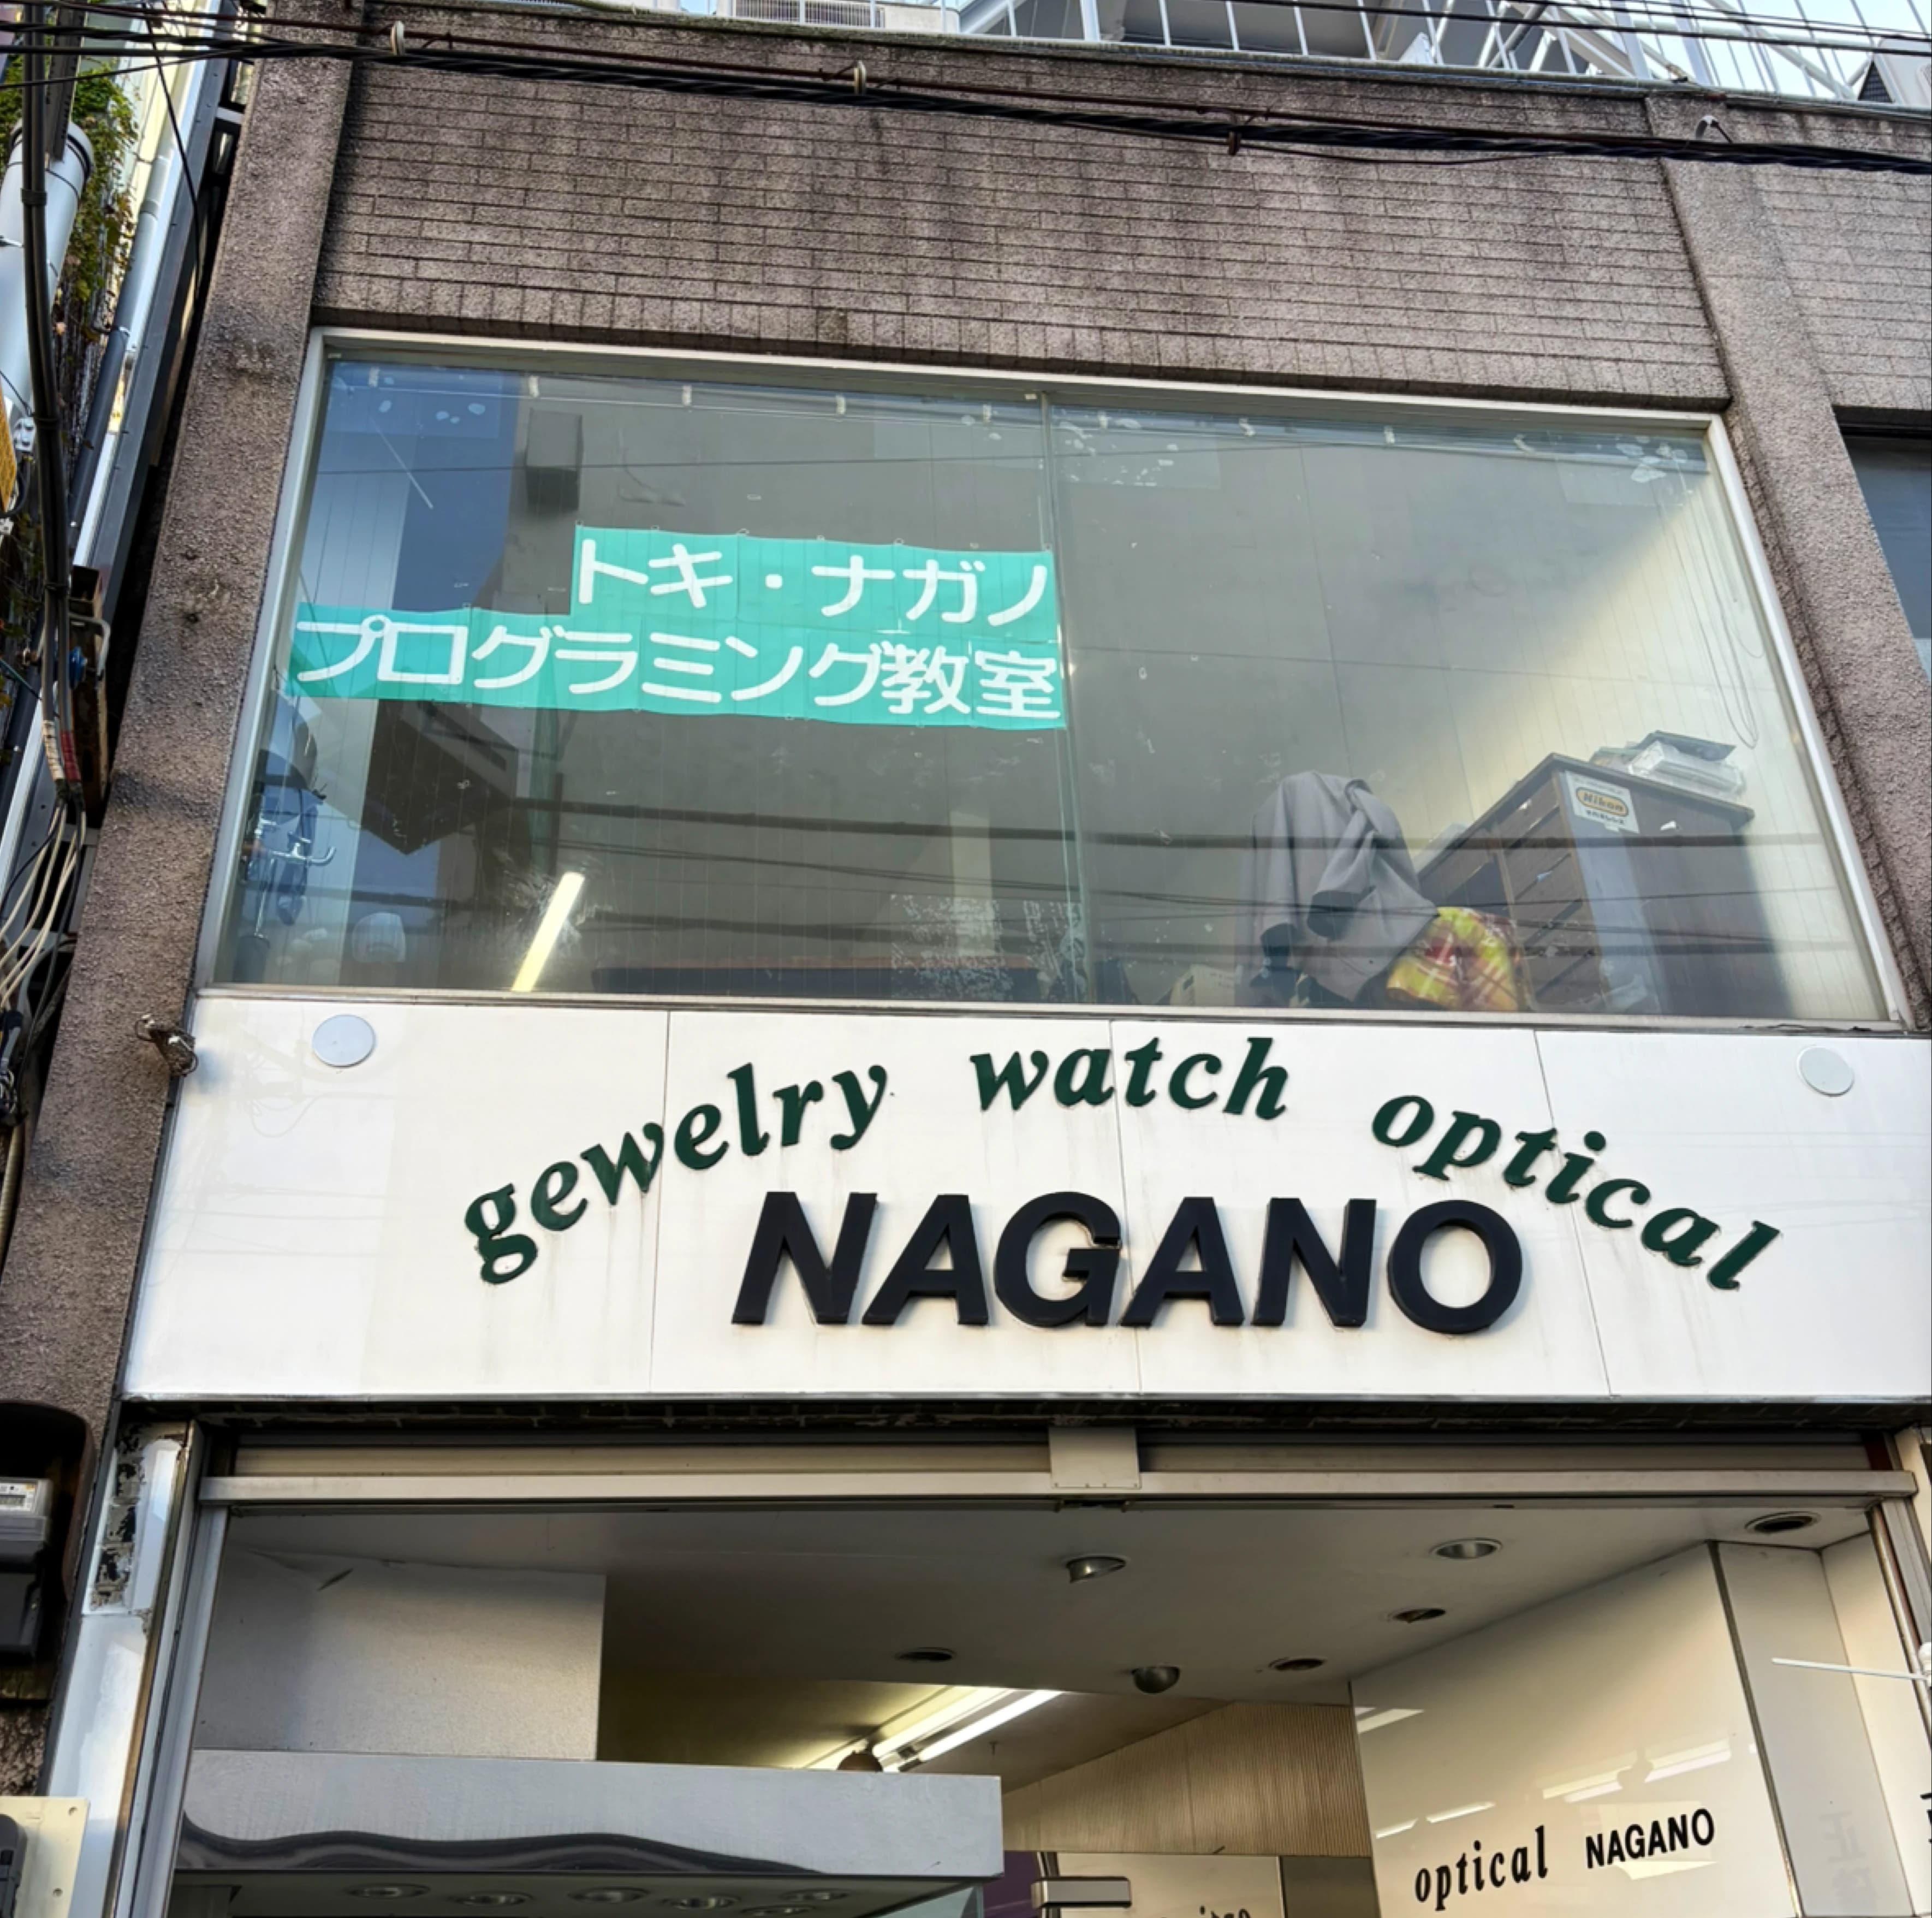 トキ・ナガノ
プログラミング教室
Nikon
gewelry watch optical
NAGANO
optical NAGANO